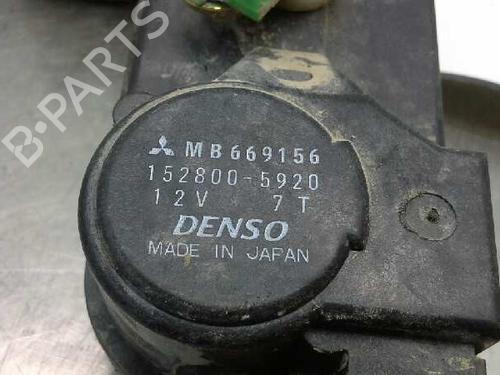 MB669156
152800-5920
12V 7T
DENSO
MADE IN JAPAN
B-PARTS